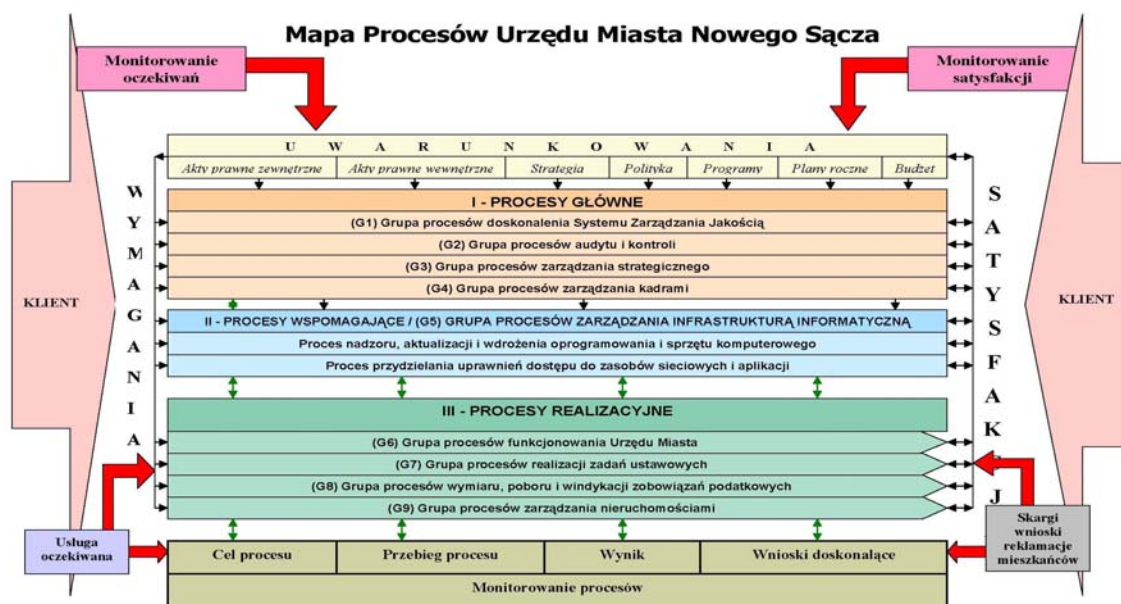 Mapa Procesów Urzędu Miasta Nowego Sącza
Monitorowanie
oczekiwań
Monitorowanie
satysfakcji
UWARUNKOWANIA
Akty prawne zewnętrzne
Akty prawne wewnętrzne
Strategia
Polityka
Programy
Plany roczne
Budżet
KLIENT
WYMAGANIA
I - PROCESY GŁÓWNE
(G1) Grupa procesów doskonalenia Systemu Zarządzania Jakością
(G2) Grupa procesów audytu i kontroli
(G3) Grupa procesów zarządzania strategicznego
(G4) Grupa procesów zarządzania kadrami
II - PROCESY WSPOMAGAJĄCE / (G5) GRUPA PROCESÓW ZARZĄDZANIA INFRASTRUKTURĄ INFORMATYCZNĄ
Proces nadzoru, aktualizacji i wdrożenia oprogramowania i sprzętu komputerowego
Proces przydzielania uprawnień dostępu do zasobów sieciowych i aplikacji
III - PROCESY REALIZACYJNE
(G6) Grupa procesów funkcjonowania Urzędu Miasta
(G7) Grupa procesów realizacji zadań ustawowych
(G8) Grupa procesów wymiaru, poboru i windykacji zobowiązań podatkowych
(G9) Grupa procesów zarządzania nieruchomościami
KLIENT
Usługa
oczekiwana
Skargi
wnioski
reklamacje
mieszkańców
Cel procesu
Przebieg procesu
Wynik
Wnioski doskonalące
Monitorowanie procesów